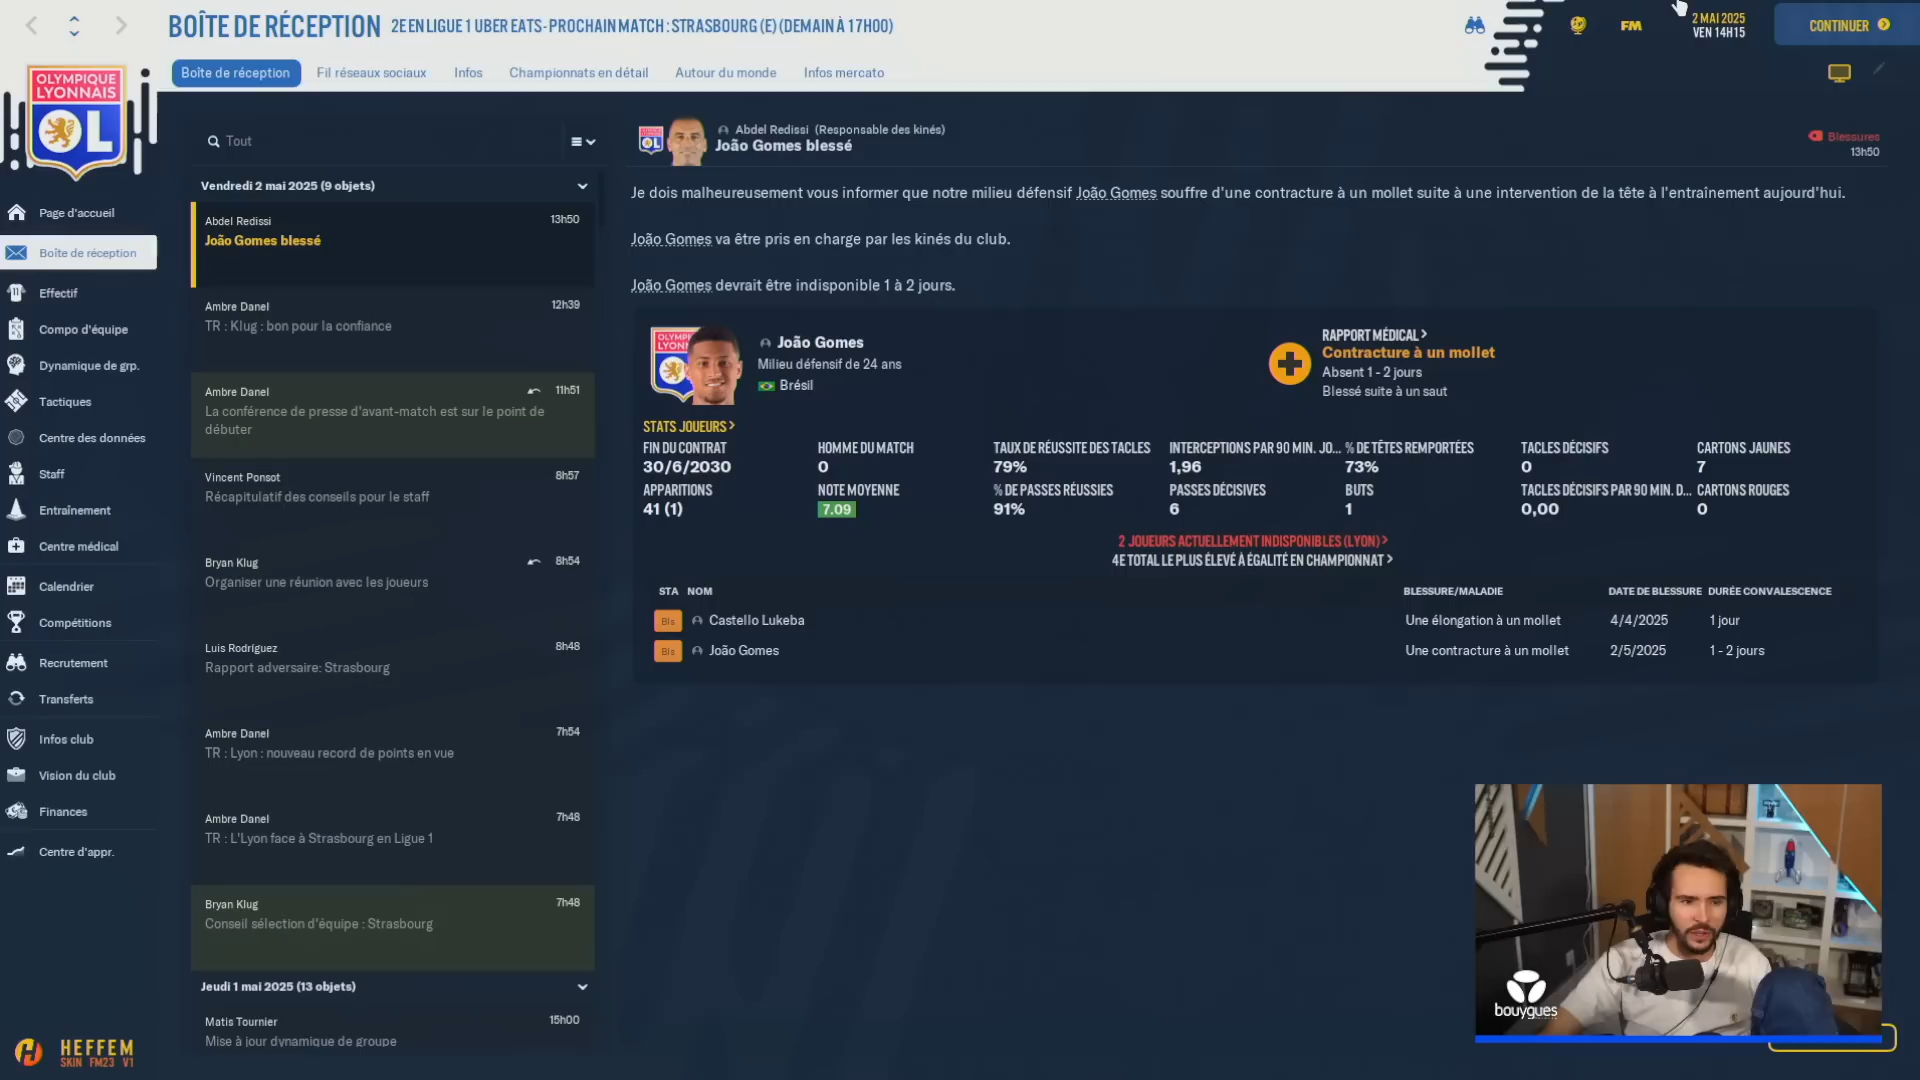 BOÎTE DE RÉCEPTION
2E EN LIGUE 1 UBER EATS - PROCHAIN MATCH : STRASBOURG (E) (DEMAIN À 17H00)
FM
2 MAI 2025
VEN 14H15
CONTINUER
Boîte de réception
Fil réseaux sociaux
Infos
Championnats en détail
Autour du monde
Infos mercato
OLYMPIQUE
LYONNAIS
OL
Page d'accueil
Boîte de réception
Effectif
Compo d'équipe
Dynamique de grp.
Tactiques
Centre des données
Staff
Entraînement
Centre médical
Calendrier
Compétitions
Recrutement
Transferts
Infos club
Vision du club
Finances
Centre d'appr.
HEFFEM
SKIN FM23 V1
Tout
Vendredi 2 mai 2025 (9 objets)
Abdel Redissi 13h50
João Gomes blessé
Ambre Danel 12h39
TR : Klug : bon pour la confiance
Ambre Danel 11h51
La conférence de presse d'avant-match est sur le point de
débuter
Vincent Ponsot 8h57
Récapitulatif des conseils pour le staff
Bryan Klug 8h54
Organiser une réunion avec les joueurs
Luis Rodríguez 8h48
Rapport adversaire: Strasbourg
Ambre Danel 7h54
TR : Lyon : nouveau record de points en vue
Ambre Danel 7h48
TR : L'Lyon face à Strasbourg en Ligue 1
Bryan Klug 7h48
Conseil sélection d'équipe : Strasbourg
Jeudi 1 mai 2025 (13 objets)
Matis Tournier 15h00
Mise à jour dynamique de groupe
Abdel Redissi (Responsable des kinés)
João Gomes blessé
Blessures
13h50
Je dois malheureusement vous informer que notre milieu défensif João Gomes souffre d'une contracture à un mollet suite à une intervention de la tête à l'entraînement aujourd'hui.
João Gomes va être pris en charge par les kinés du club.
João Gomes devrait être indisponible 1 à 2 jours.
João Gomes
Milieu défensif de 24 ans
Brésil
RAPPORT MÉDICAL >
Contracture à un mollet
Absent 1 - 2 jours
Blessé suite à un saut
STATS JOUEURS >
FIN DU CONTRAT HOMME DU MATCH TAUX DE RÉUSSITE DES TACLES INTERCEPTIONS PAR 90 MIN. JO... % DE TÊTES REMPORTÉES TACLES DÉCISIFS CARTONS JAUNES
30/6/2030 0 79% 1,96 73% 0 7
APPARITIONS NOTE MOYENNE % DE PASSES RÉUSSIES PASSES DÉCISIVES BUTS TACLES DÉCISIFS PAR 90 MIN. D... CARTONS ROUGES
41 (1) 7.09 91% 6 1 0,00 0
2 JOUEURS ACTUELLEMENT INDISPONIBLES (LYON) >
4E TOTAL LE PLUS ÉLEVÉ À ÉGALITÉ EN CHAMPIONNAT >
STA NOM BLESSURE/MALADIE DATE DE BLESSURE DURÉE CONVALESCENCE
Bls Castello Lukeba Une élongation à un mollet 4/4/2025 1 jour
Bls João Gomes Une contracture à un mollet 2/5/2025 1 - 2 jours
bouygues